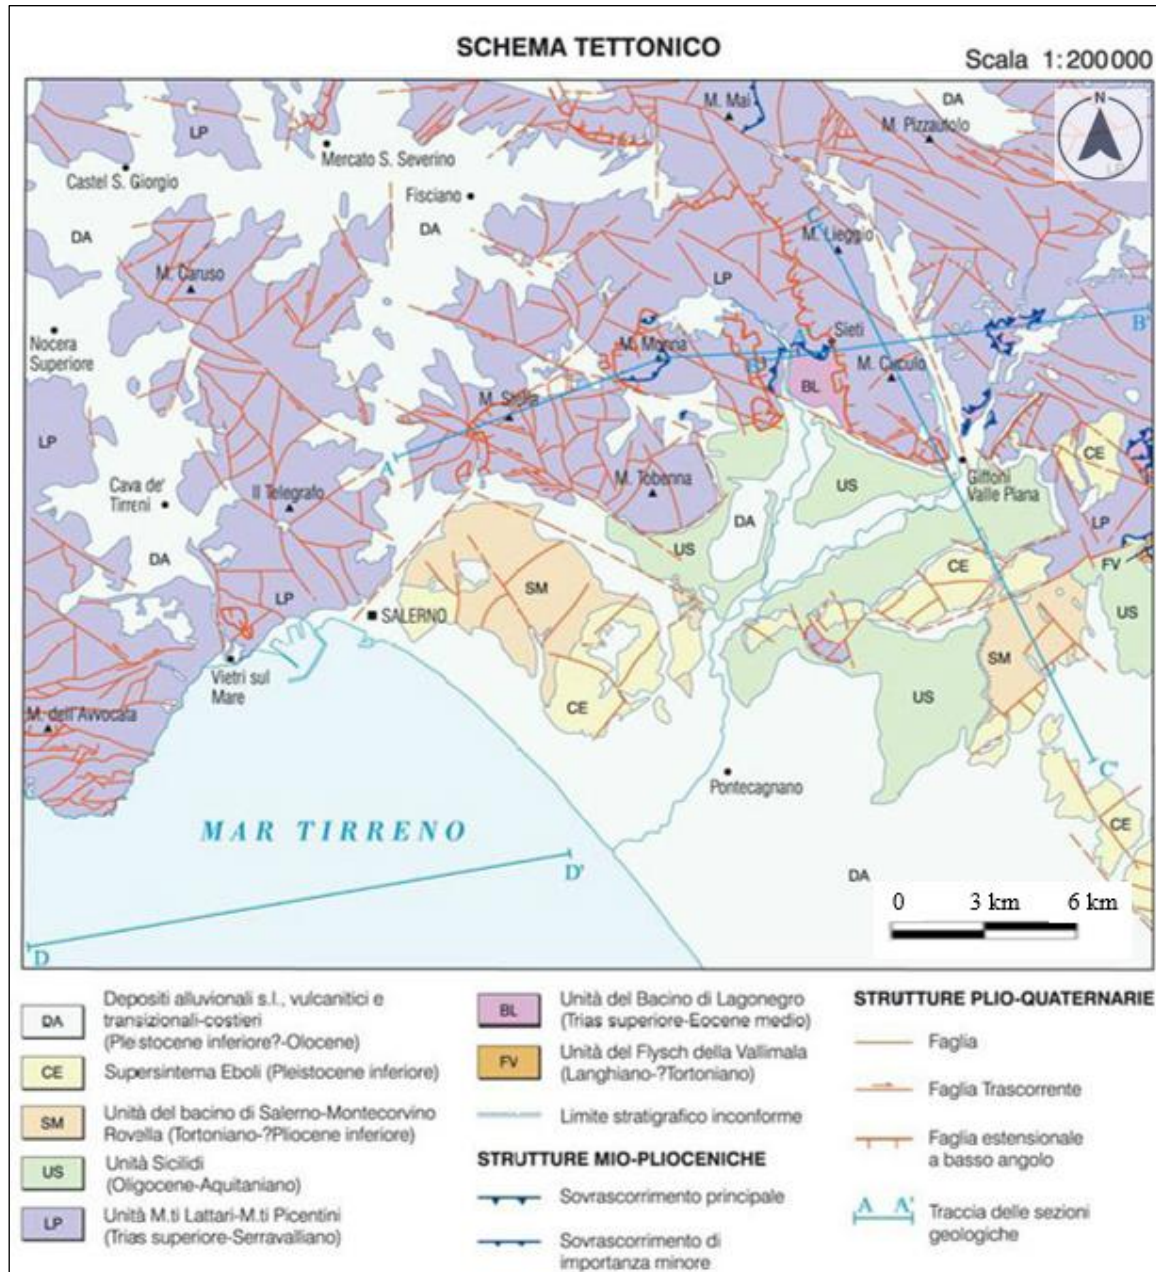 SCHEMA TETTONICO
Scala 1:200000
N
M. Mai
DA
M. Pizzautolo
LP
LP
Mercato S. Severino
Castel S. Giorgio
Fisciano
DA
DA
M. Lieggio
M. Caruso
LP
B'
Nocera
Superiore
M. Monna
Sieti
BL
M. Cuculo
M. Stella
LP
A
CE
Cava de'
Tirreni
Il Telegrafo
M. Tobenna
US
Giffoni
Valle Piana
DA
LP
DA
US
FV
CE
LP
SM
US
SALERNO
SM
Vietri sul
Mare
US
CE
M. dell'Avvocata
Pontecagnano
C'
MAR TIRRENO
CE
D'
DA
0 3 km 6 km
D
DA
Depositi alluvionali s.l., vulcanitici e
transizionali-costieri
(Pleistocene inferiore?-Olocene)
CE
Supersintema Eboli (Pleistocene inferiore)
SM
Unità del bacino di Salerno-Montecorvino
Rovella (Tortoniano-?Pliocene inferiore)
US
Unità Sicilidi
(Oligocene-Aquitaniano)
LP
Unità M.ti Lattari-M.ti Picentini
(Trias superiore-Serravalliano)
BL
Unità del Bacino di Lagonegro
(Trias superiore-Eocene medio)
FV
Unità del Flysch della Vallimala
(Langhiano-?Tortoniano)
Limite stratigrafico inconforme
STRUTTURE MIO-PLIOCENICHE
Sovrascorrimento principale
Sovrascorrimento di
importanza minore
STRUTTURE PLIO-QUATERNARIE
Faglia
Faglia Trascorrente
Faglia estensionale
a basso angolo
A A'
Traccia delle sezioni
geologiche